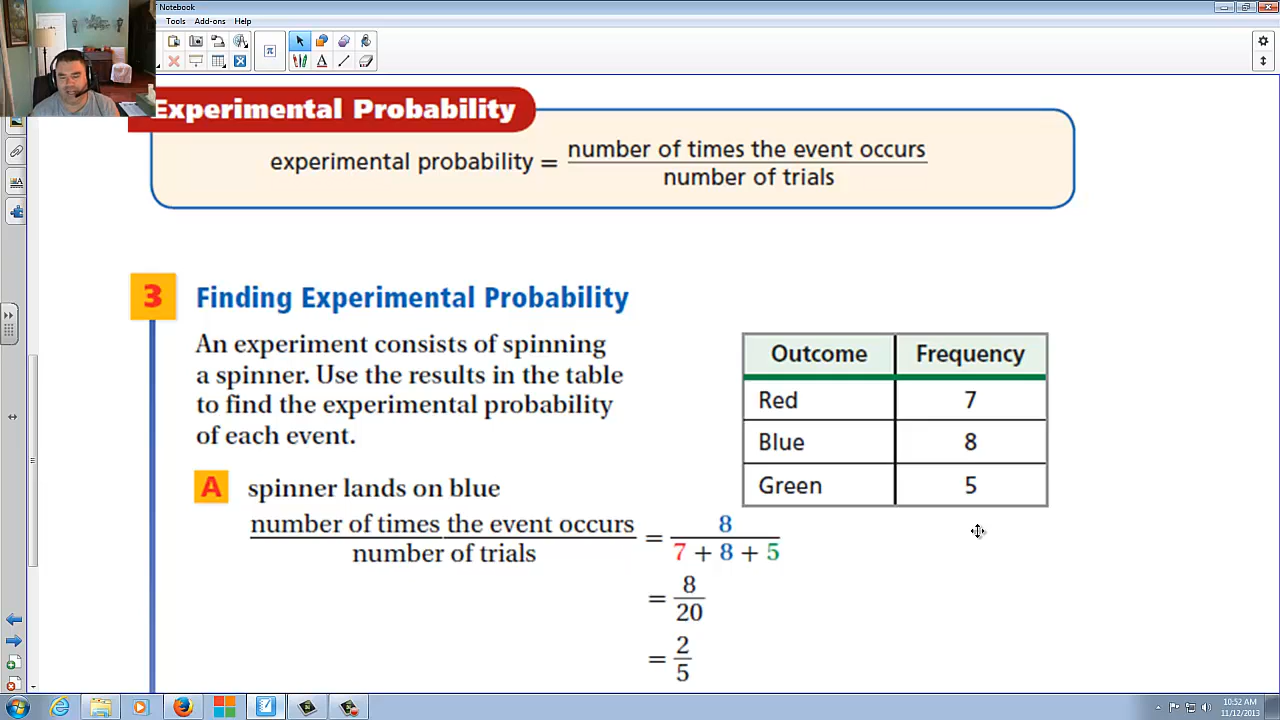 Notebook
Tools Add-ons Help
Experimental Probability
experimental probability = number of times the event occurs
number of trials
3 Finding Experimental Probability
An experiment consists of spinning
a spinner. Use the results in the table
to find the experimental probability
of each event.
Outcome Frequency
Red 7
Blue 8
Green 5
A spinner lands on blue
number of times the event occurs = 8
number of trials 7 + 8 + 5
= 8
20
= 2
5
10:52 AM
11/12/2013